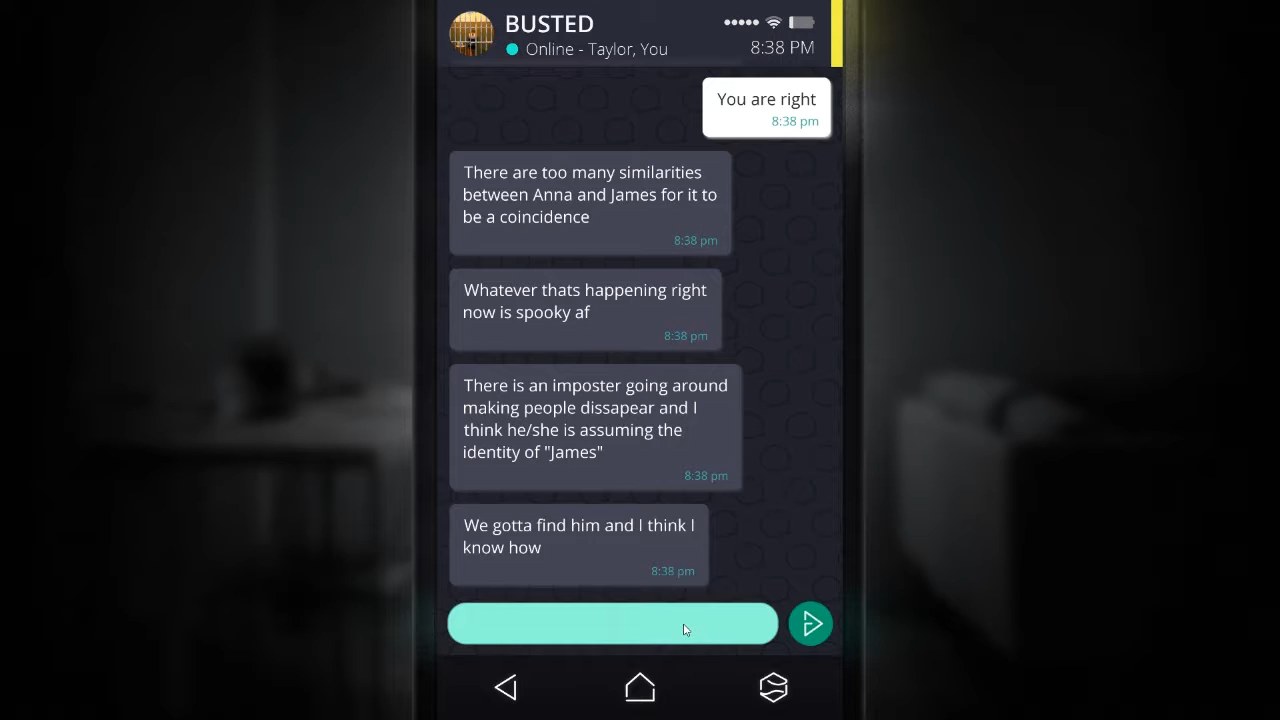 BUSTED
Online - Taylor, You
8:38 PM
You are right
8:38 pm
There are too many similarities
between Anna and James for it to
be a coincidence
8:38 pm
Whatever thats happening right
now is spooky af
8:38 pm
There is an imposter going around
making people dissapear and I
think he/she is assuming the
identity of "James"
8:38 pm
We gotta find him and I think I
know how
8:38 pm